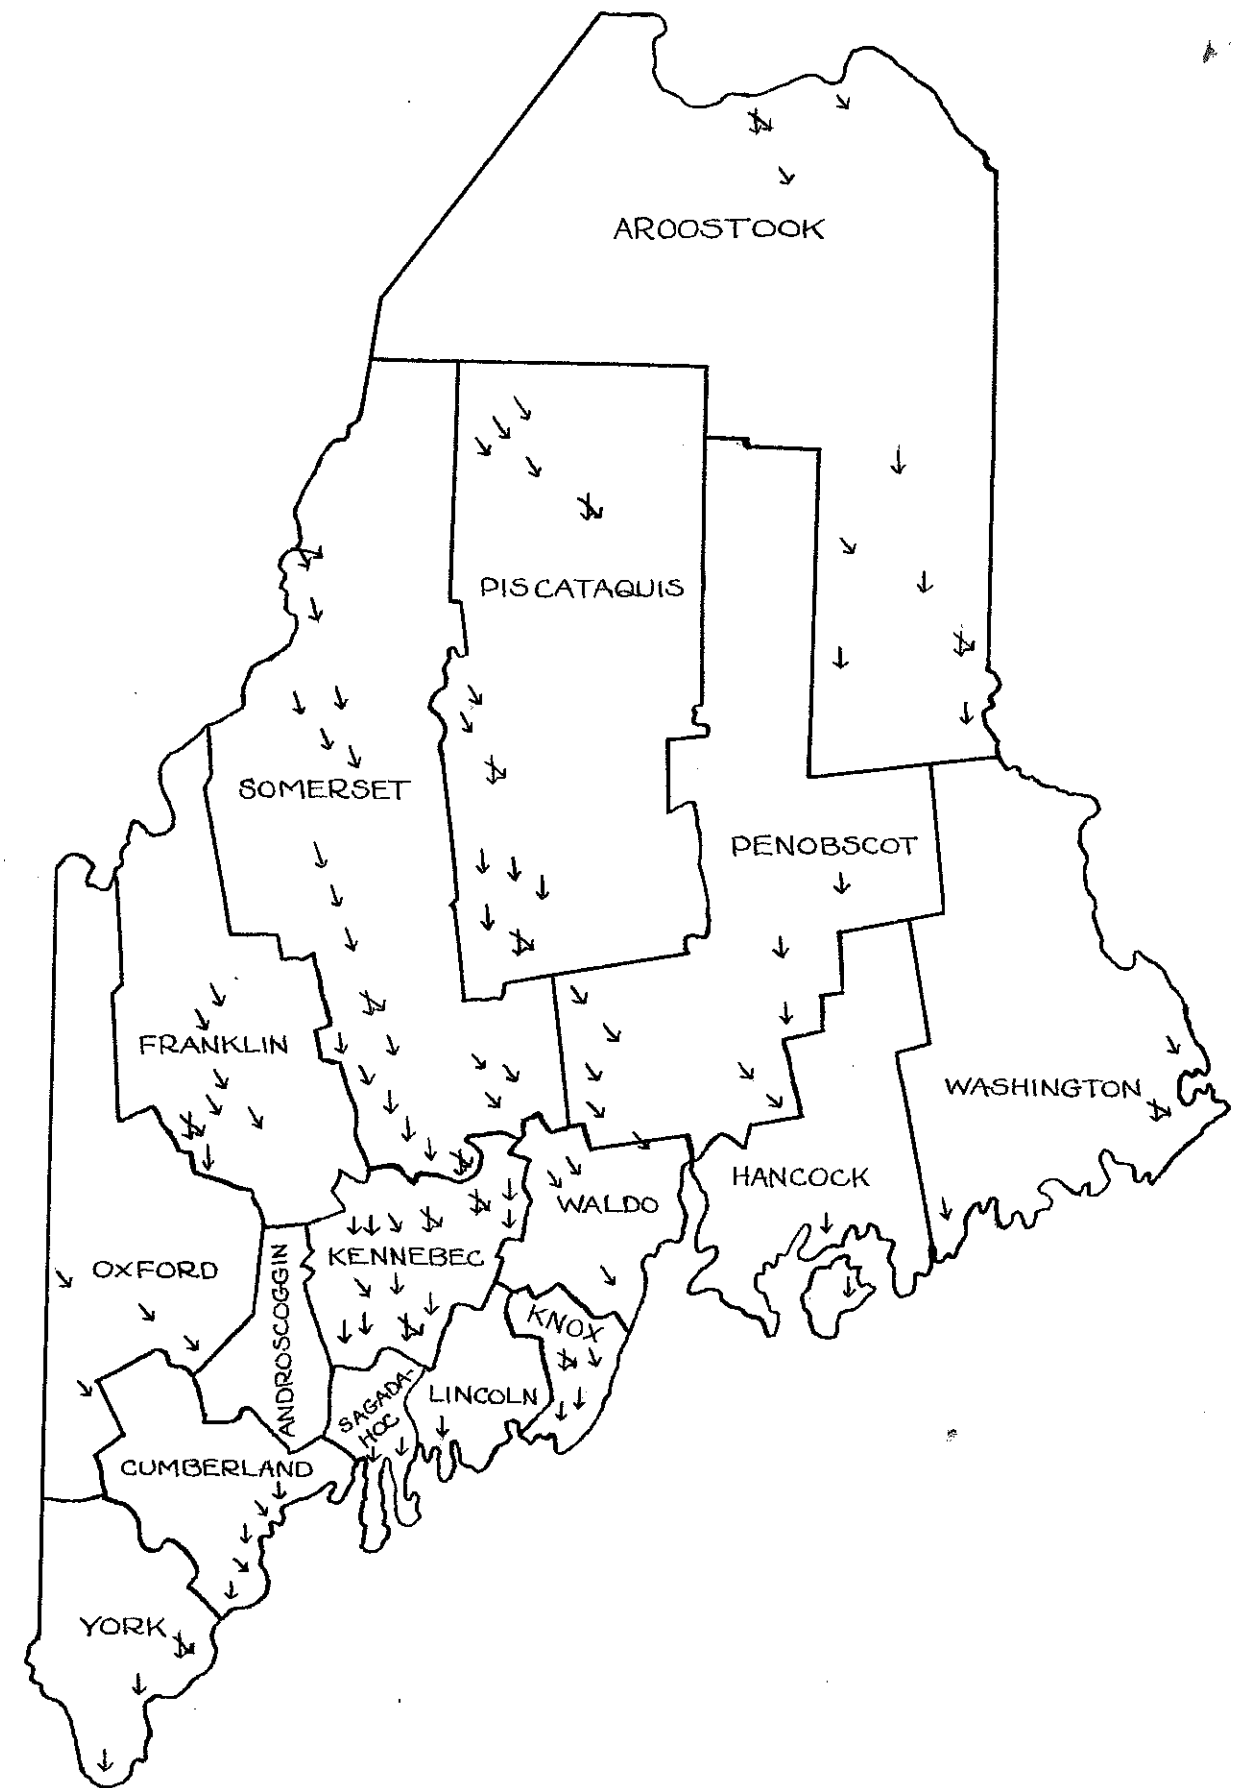 AROOSTOOK
PISCATAQUIS
SOMERSET
PENOBSCOT
FRANKLIN
WASHINGTON
HANCOCK
WALDO
KENNEBEC
OXFORD
ANDROSCOGGIN
KNOX
LINCOLN
SAGADA-
HOC
CUMBERLAND
YORK